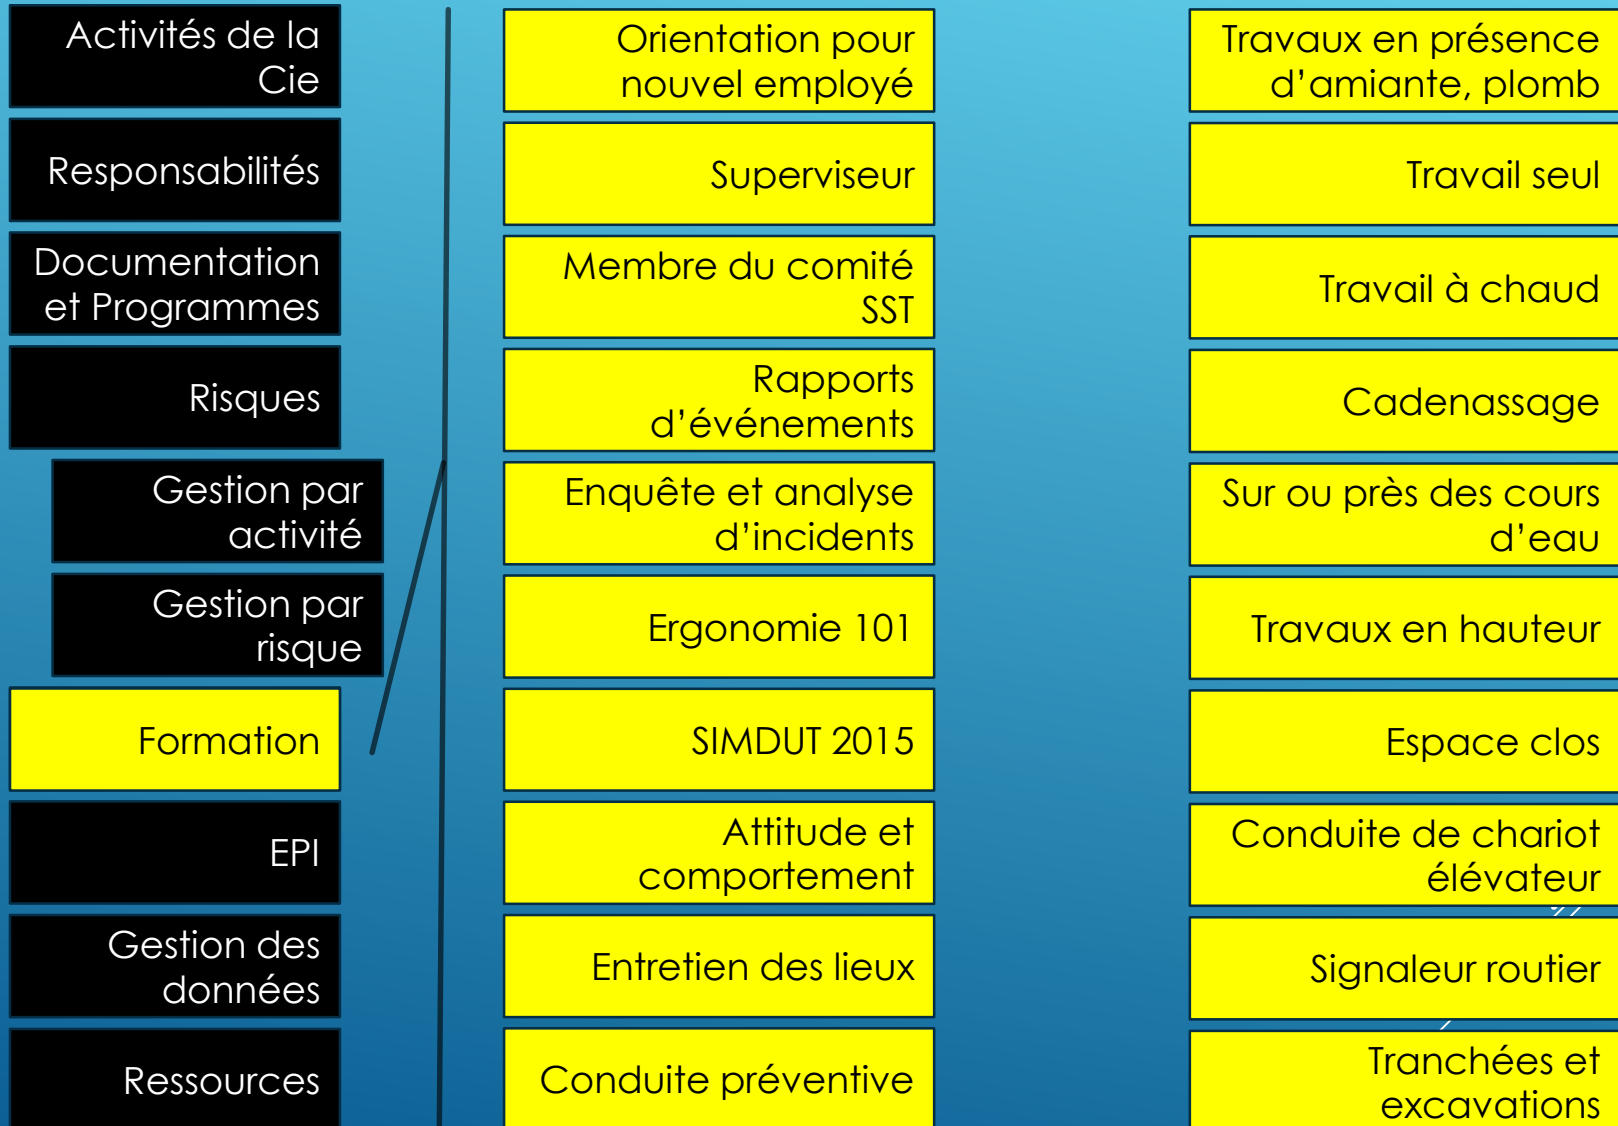 Activités de la
Cie
Responsabilités
Documentation
et Programmes
Risques
Gestion par
activité
Gestion par
risque
Formation
EPI
Gestion des
données
Ressources
Orientation pour
nouvel employé
Superviseur
Membre du comité
SST
Rapports
d’événements
Enquête et analyse
d’incidents
Ergonomie 101
SIMDUT 2015
Attitude et
comportement
Entretien des lieux
Conduite préventive
Travaux en présence
d’amiante, plomb
Travail seul
Travail à chaud
Cadenassage
Sur ou près des cours
d’eau
Travaux en hauteur
Espace clos
Conduite de chariot
élévateur
Signaleur routier
Tranchées et
excavations